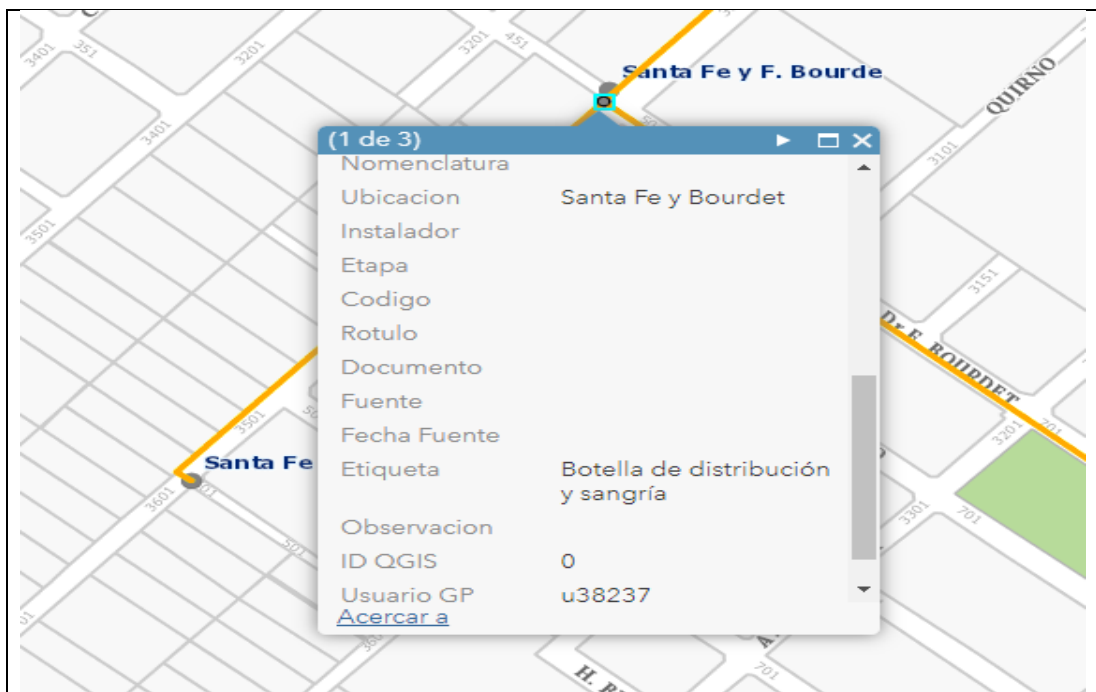 3401
351
3201
3201
451
Santa Fe y F. Bourde
QUIRNO
3401
3101
(1 de 3)
Nomenclatura
Ubicacion Santa Fe y Bourdet
3501
Instalador
Etapa
3151
Codigo
Rotulo
Dr F. BOURDET
Documento
Fuente
3501
Fecha Fuente
3201
701
Santa Fe
Etiqueta Botella de distribución
y sangría
3601
501
Observacion
3301
701
ID QGIS 0
Usuario GP u38237
Acercar a
701